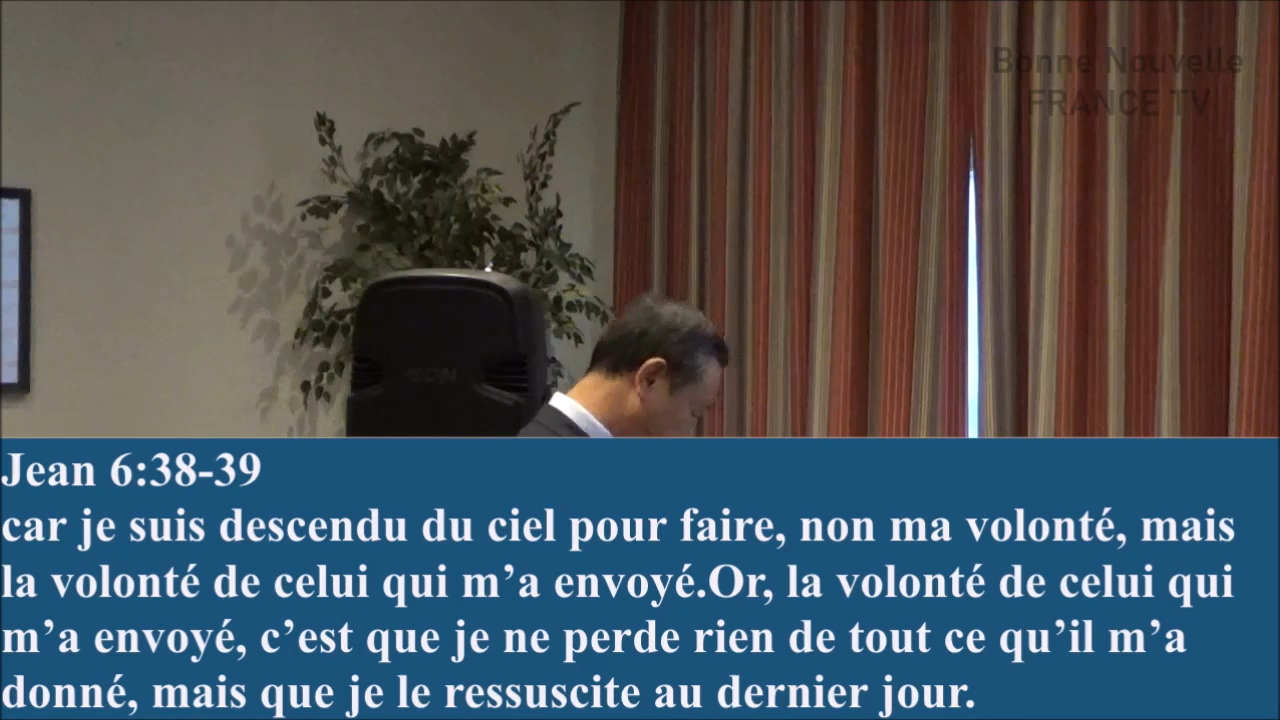 Bonne Nouvelle
FRANCE TV
Jean 6:38-39
car je suis descendu du ciel pour faire, non ma volonté, mais
la volonté de celui qui m’a envoyé.Or, la volonté de celui qui
m’a envoyé, c’est que je ne perde rien de tout ce qu’il m’a
donné, mais que je le ressuscite au dernier jour.